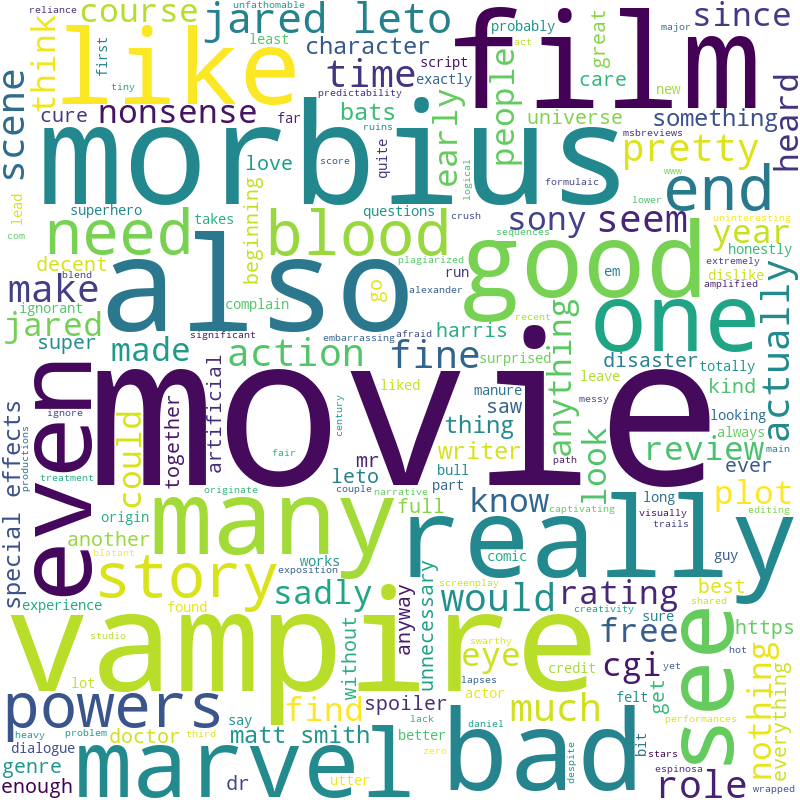 reliance
unfathomable
course
jared leto
film
probably
major
since
think
first
least
like
character
script
act
great
tiny
time
exactly
people
care
new
scene
cure
nonsense
predictability
far
bats
early
universe
something
heard
morbius
ruins
quite
logical
msbreviews
pretty
love
score
www
formulaic
lower
end
lead
superhero
takes
questions
crush
need
blood
beginning
sony
seem
uninteresting
com
plagiarized
sequences
year
honestly
decent
blend
also
go
run
good
em
extremely
dislike
make
ignorant
complain
alexander
recent
amplified
jared
significant
embarrassing
afraid
harris
one
actually
super
made
action
fine
surprised
anything
disaster
totally
artificial
movie
liked
manure
leave
kind
even
saw
messy
looking
could
together
century
writer
thing
look
review
always
fair
mr
path
main
special effects
productions
many
leto
bull
part
know
ever
treatment
originate
couple
narrative
full
captivating
long
visually
plot
editing
origin
really
trails
another
works
comic
guy
blatant
exposition
story
sadly
would
rating
best
experience
found
screenplay
creativity
sure
shared
anyway
vampire
without
unnecessary
swarthy
lapses
free
see
https
studio
eye
credit
cgi
hot
yet
nothing
everything
lot
powers
find
spoiler
actor
much
felt
get
performances
heavy
problem
third
say
lack
daniel
better
despite
bit
dialogue
doctor
matt smith
zero
stars
genre
marvel
bad
espinosa
enough
dr
utter
role
wrapped